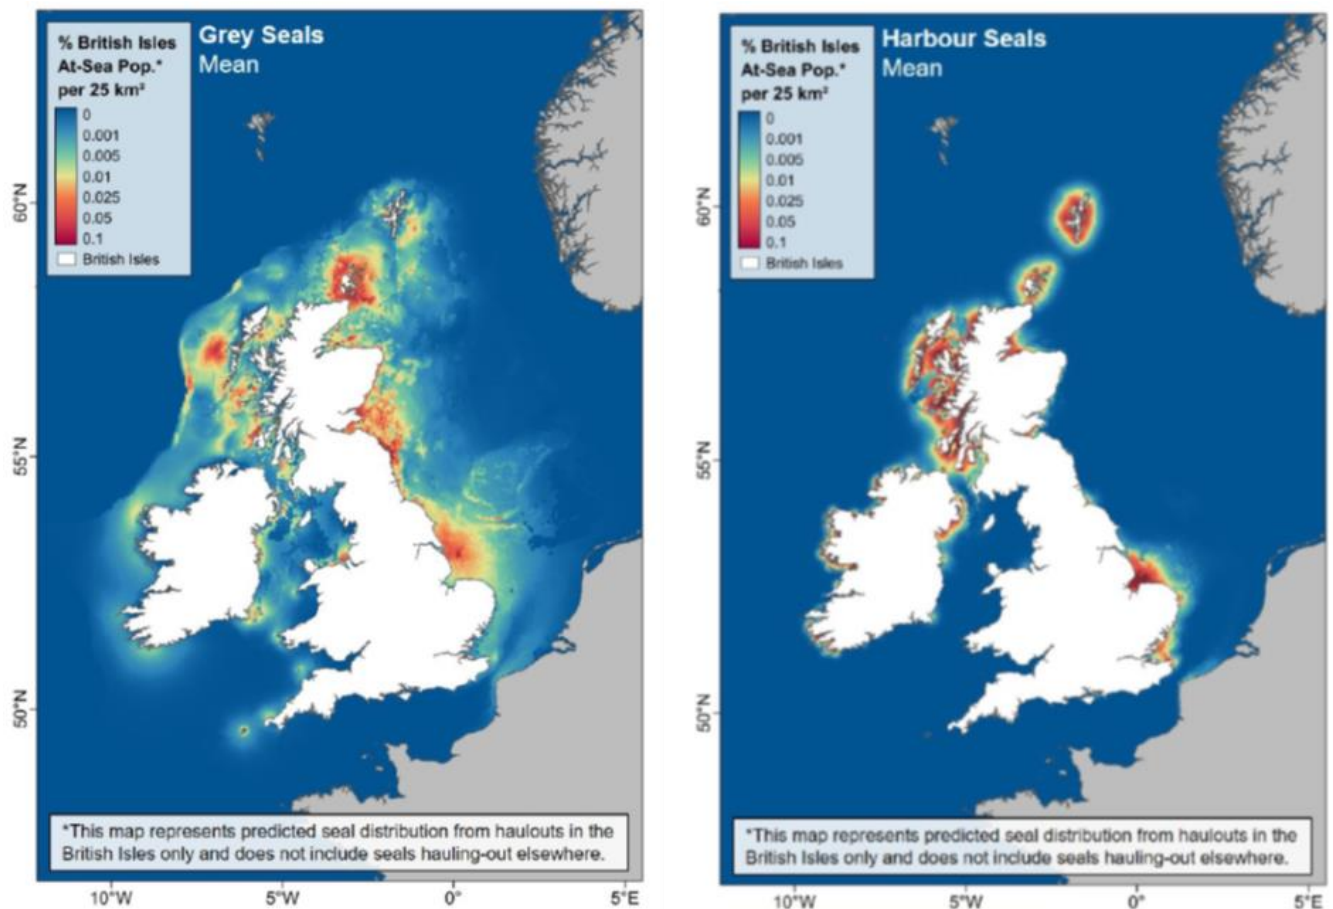 % British Isles
At-Sea Pop.*
per 25 km²
0
0.001
0.005
0.01
0.025
0.05
0.1
British Isles
Grey Seals
Mean
60°N
55°N
50°N
*This map represents predicted seal distribution from haulouts in the
British Isles only and does not include seals hauling-out elsewhere.
10°W
5°W
0°
5°E
% British Isles
At-Sea Pop.*
per 25 km²
0
0.001
0.005
0.01
0.025
0.05
0.1
British Isles
Harbour Seals
Mean
60°N
55°N
50°N
*This map represents predicted seal distribution from haulouts in the
British Isles only and does not include seals hauling-out elsewhere.
10°W
5°W
0°
5°E